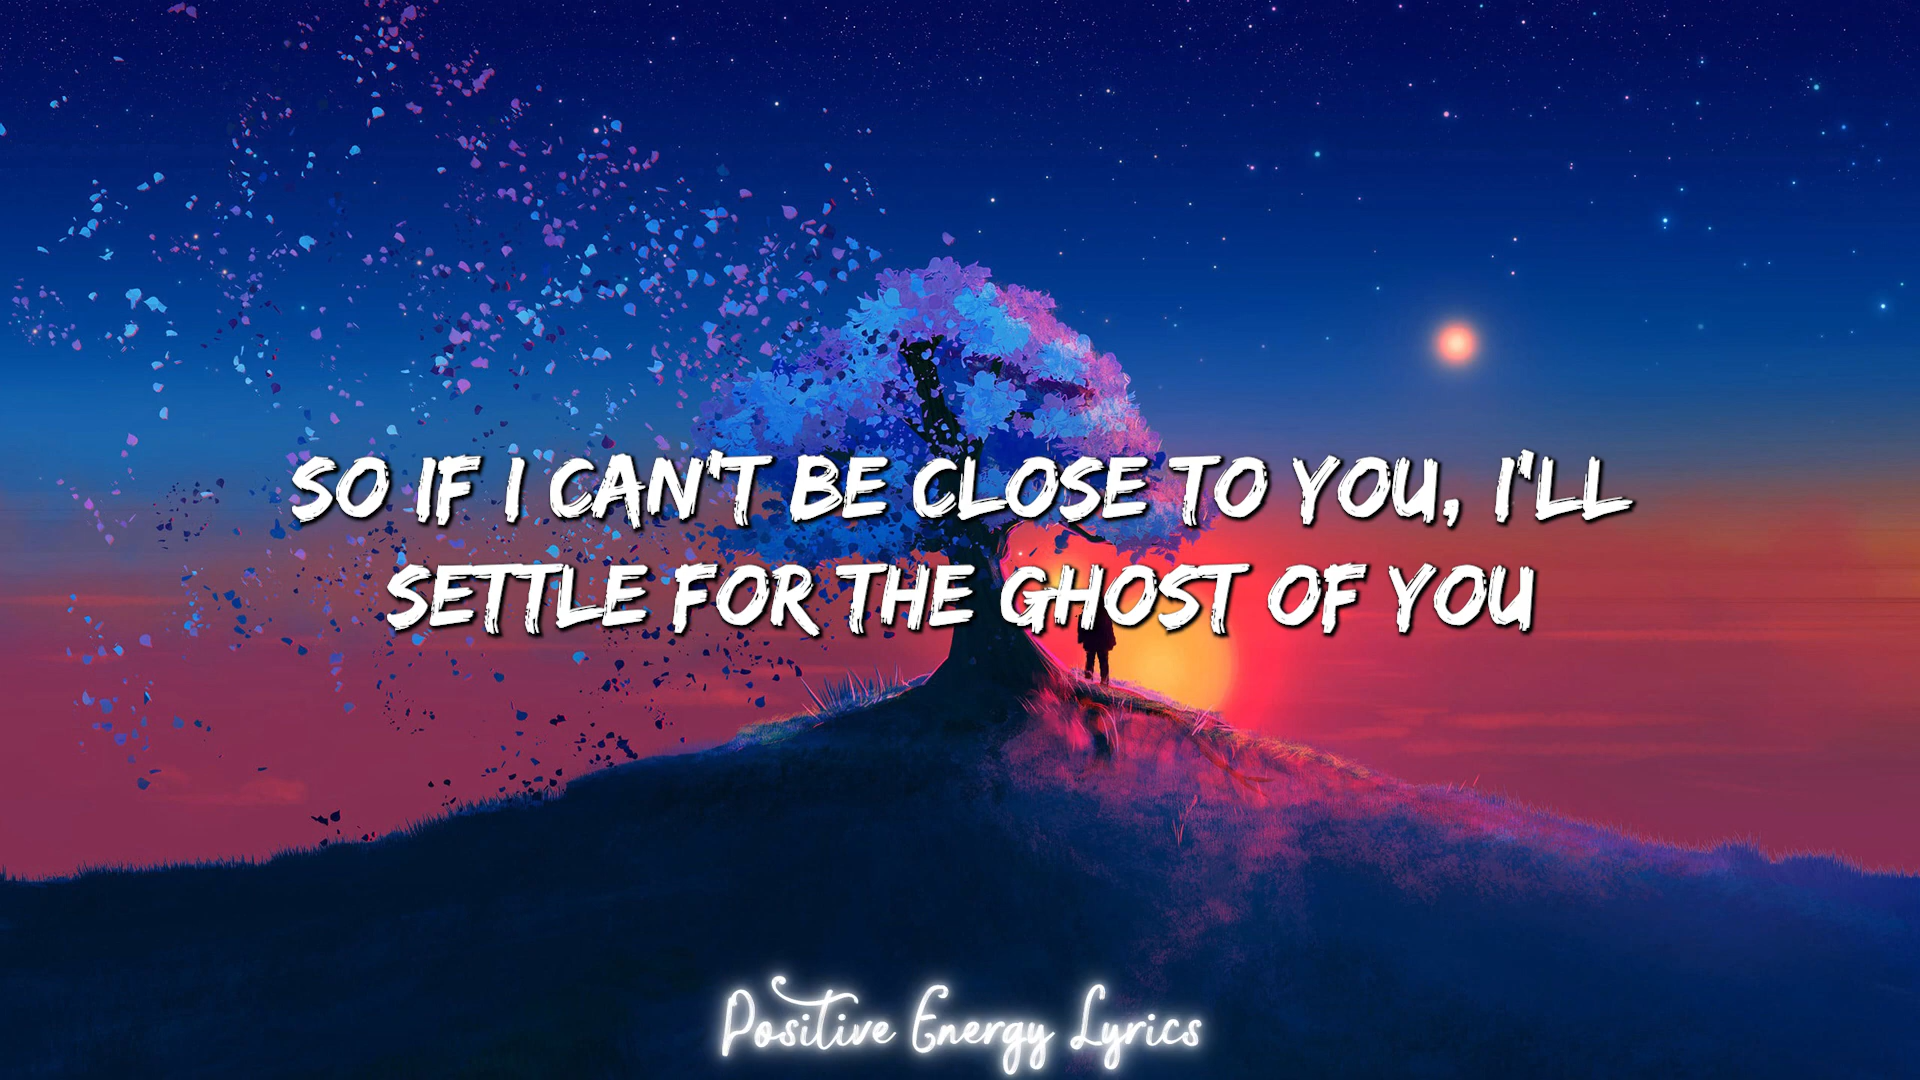 SO IF I CAN'T BE CLOSE TO YOU, I'LL
SETTLE FOR THE GHOST OF YOU
Positive Energy Lyrics